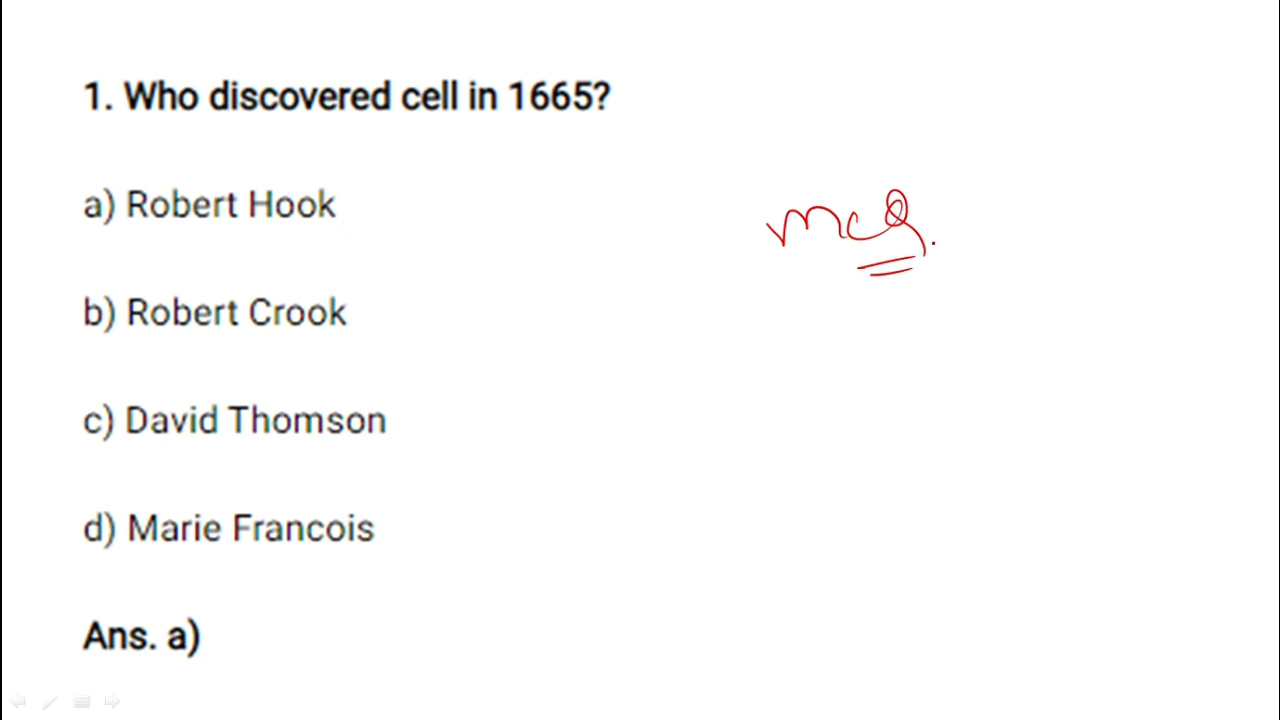 1. Who discovered cell in 1665?
a) Robert Hook
MCQ.
b) Robert Crook
c) David Thomson
d) Marie Francois
Ans. a)